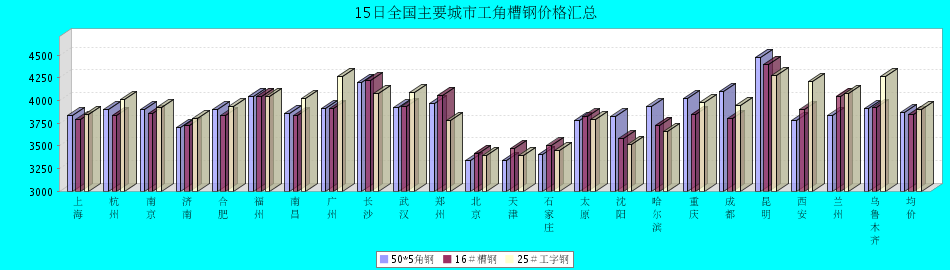 15日全国主要城市工角槽钢价格汇总
4500
4250
4000
3750
3500
3250
3000
上海 杭州 南京 济南 合肥 福州 南昌 广州 长沙 武汉 郑州 北京 天津 石家庄 太原 沈阳 哈尔滨 重庆 成都 昆明 西安 兰州 乌鲁木齐 均价
50*5角钢 16#槽钢 25#工字钢